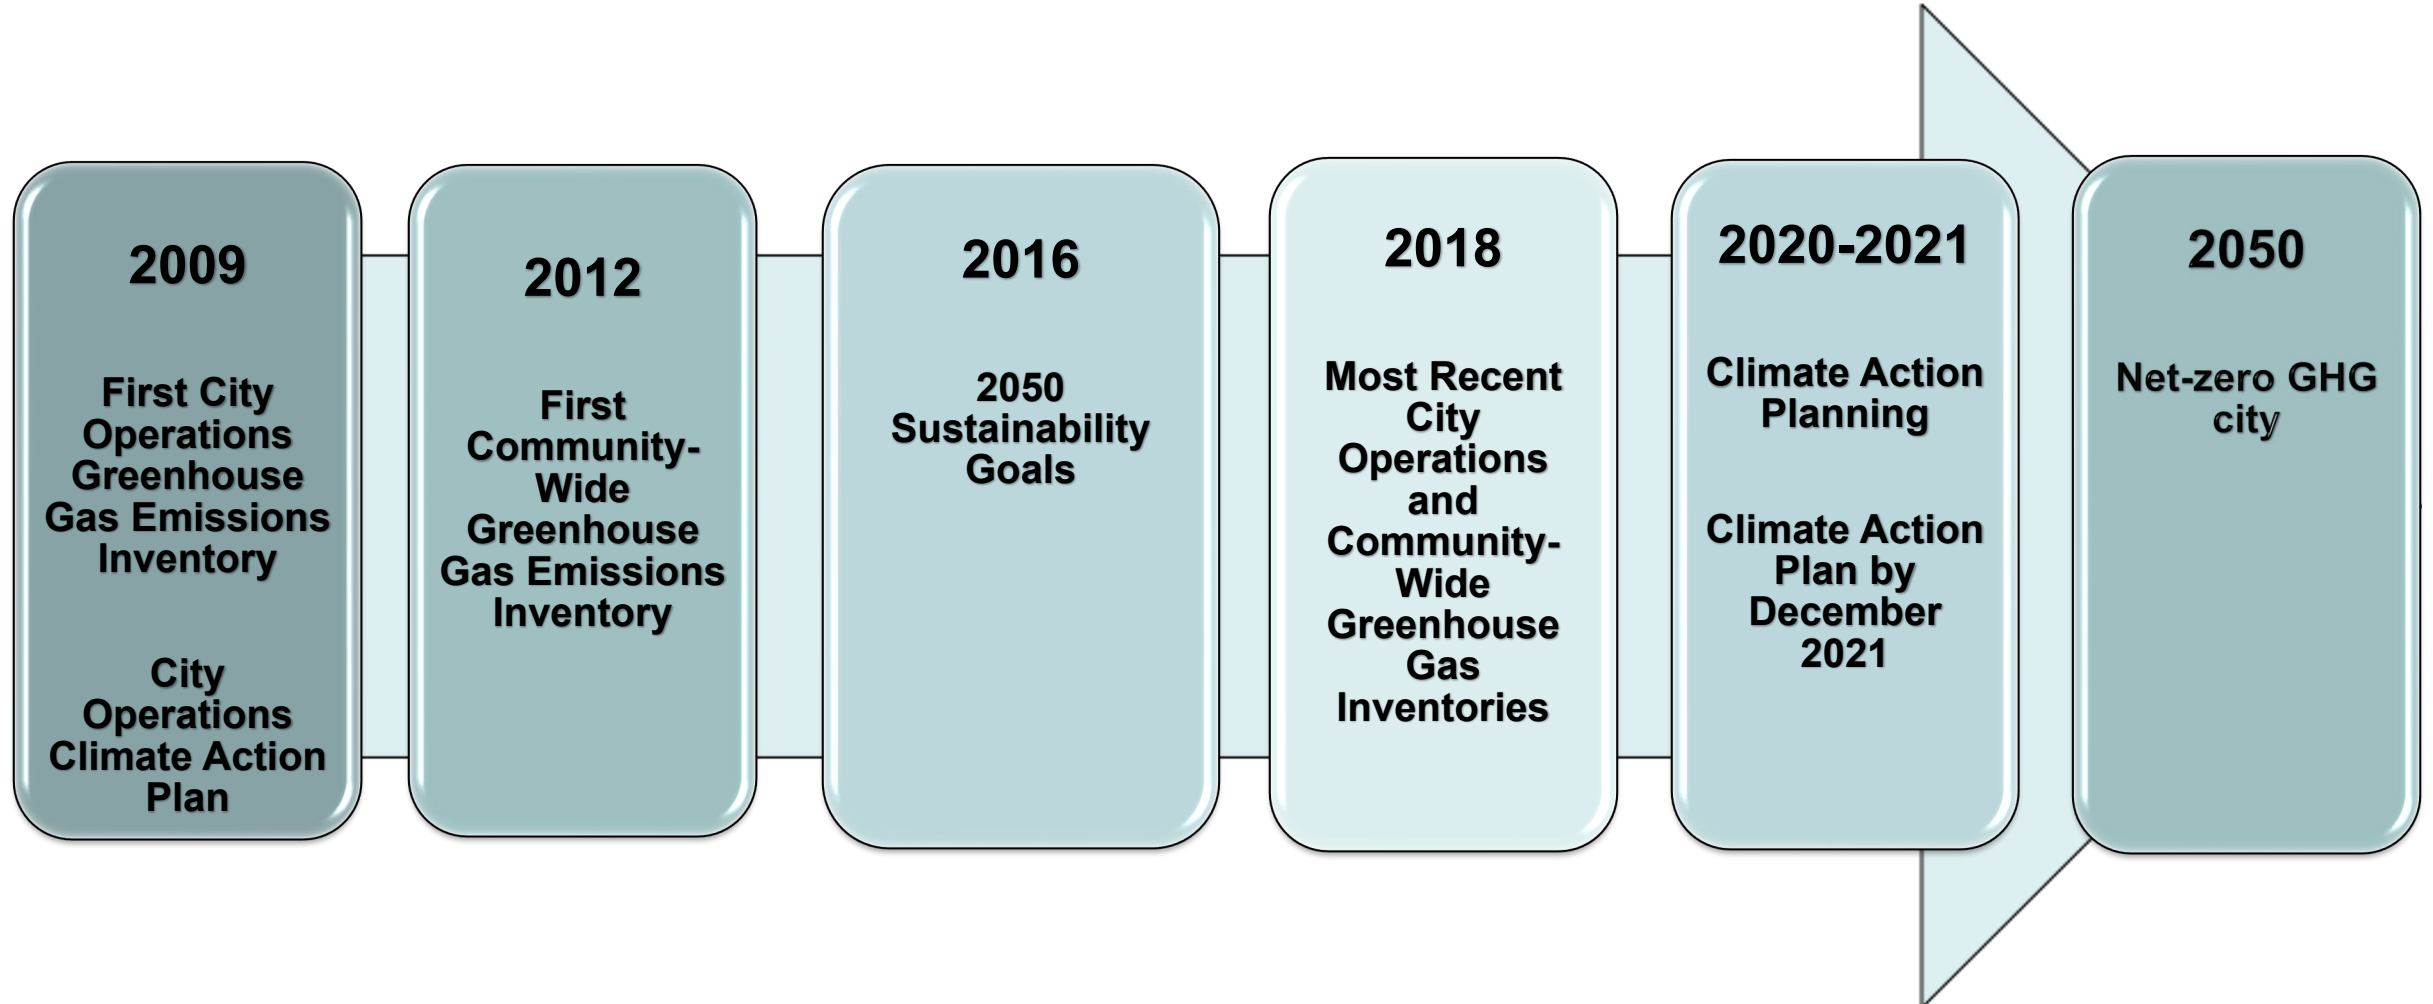 2009
First City
Operations
Greenhouse
Gas Emissions
Inventory
City
Operations
Climate Action
Plan
2012
First
Community-
Wide
Greenhouse
Gas Emissions
Inventory
2016
2050
Sustainability
Goals
2018
Most Recent
City
Operations
and
Community-
Wide
Greenhouse
Gas
Inventories
2020-2021
Climate Action
Planning
Climate Action
Plan by
December
2021
2050
Net-zero GHG
city